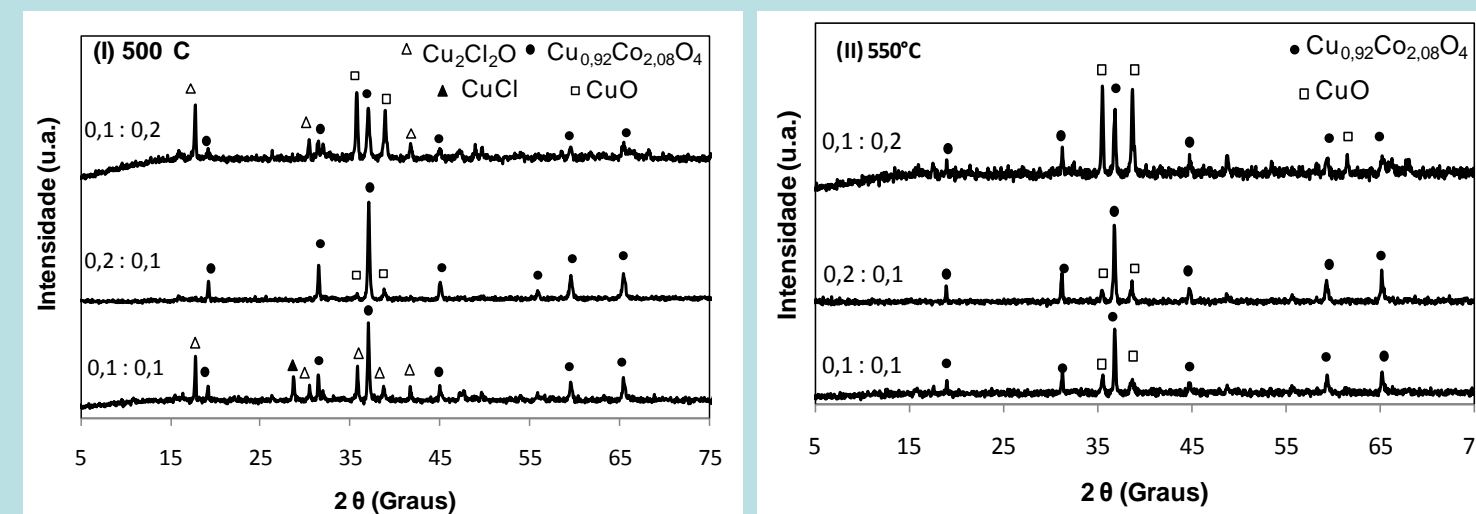 (I) 500 C
△ Cu₂Cl₂O ● Cu₀,₉₂Co₂,₀₈O₄
▲ CuCl □ CuO
0,1 : 0,2
0,2 : 0,1
0,1 : 0,1
Intensidade (u.a.)
5 15 25 35 45 55 65 75
2 θ (Graus)
(II) 550°C
● Cu₀,₉₂Co₂,₀₈O₄
□ CuO
0,1 : 0,2
0,2 : 0,1
0,1 : 0,1
Intensidade (u.a.)
5 15 25 35 45 55 65 7
2 θ (Graus)